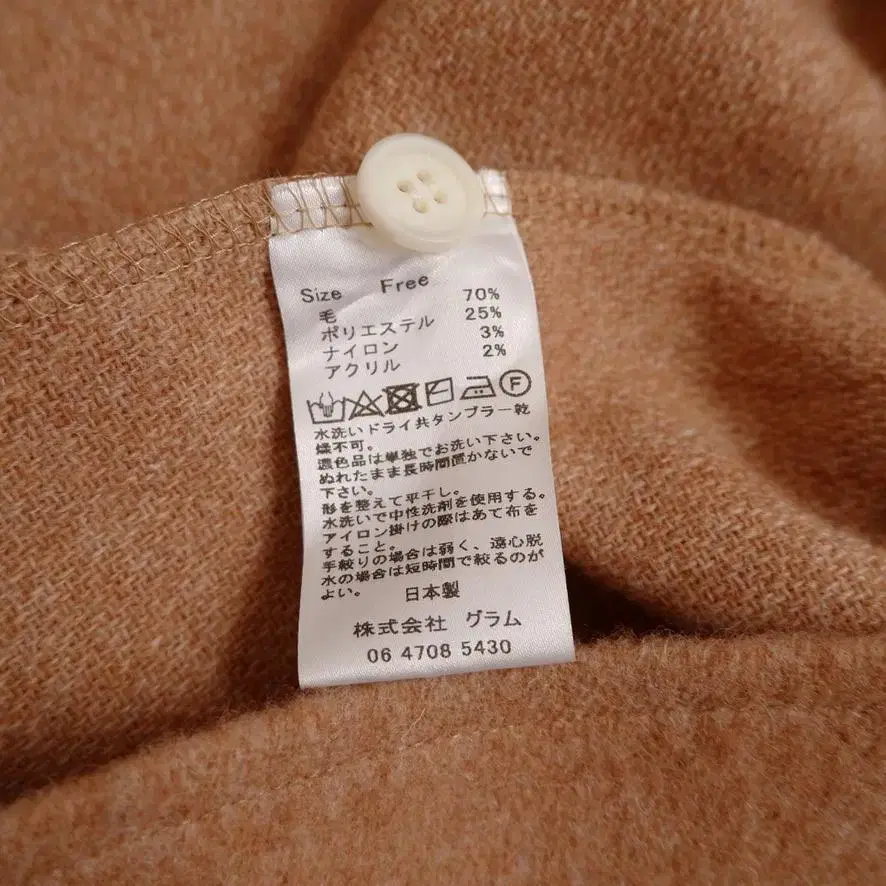 Size Free
毛 70%
ポリエステル 25%
ナイロン 3%
アクリル 2%
F
水洗いドライ共タンブラー乾
燥不可。
濃色品は単独でお洗い下さい。
ぬれたまま長時間置かないで
下さい。
形を整えて平干し。
水洗いで中性洗剤を使用する。
アイロン掛けの際はあて布を
すること。
手絞りの場合は弱く、遠心脱
水の場合は短時間で絞るのが
よい。 日本製
株式会社 グラム
06 4708 5430